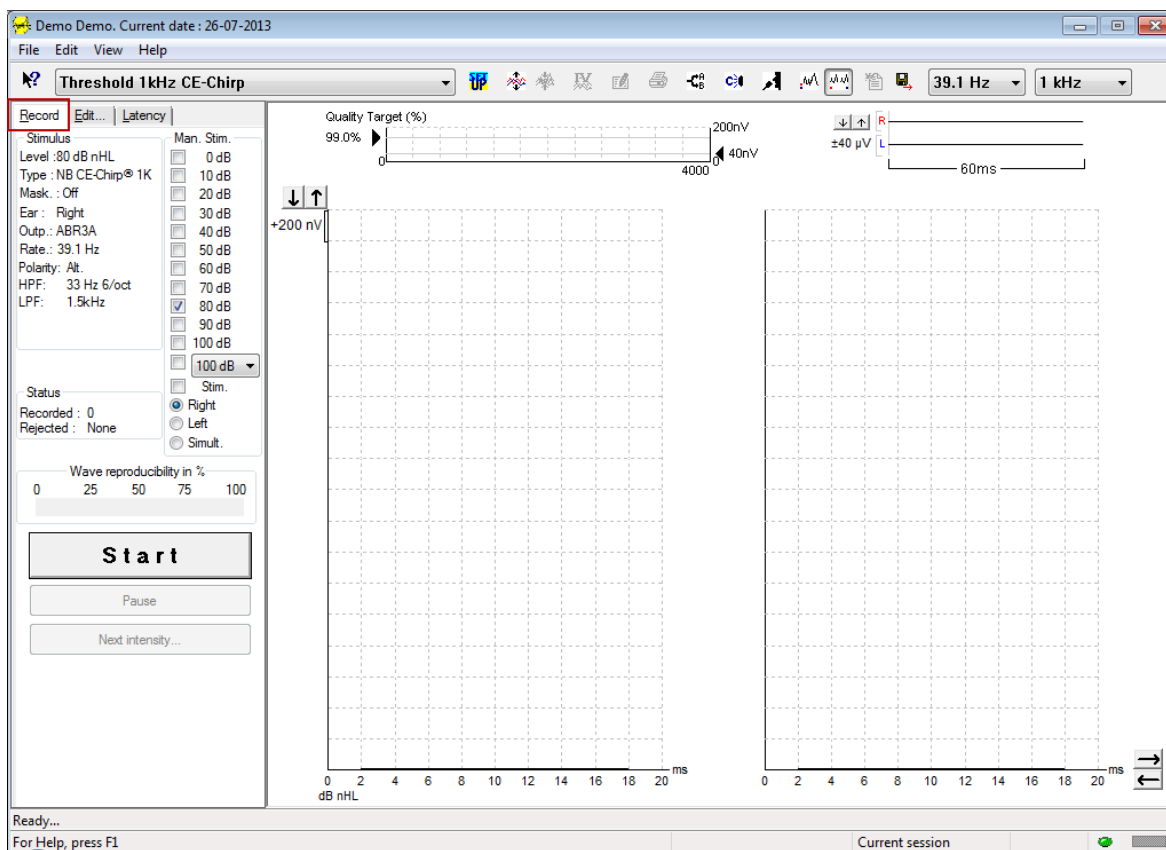 Demo Demo. Current date : 26-07-2013
File Edit View Help
Threshold 1kHz CE-Chirp
39.1 Hz
1 kHz
Record Edit... Latency
Stimulus
Level :80 dB nHL
Type : NB CE-Chirp® 1K
Mask. : Off
Ear : Right
Outp.: ABR3A
Rate.: 39.1 Hz
Polarity: Alt.
HPF: 33 Hz 6/oct
LPF: 1.5kHz
Man. Stim.
0 dB
10 dB
20 dB
30 dB
40 dB
50 dB
60 dB
70 dB
80 dB
90 dB
100 dB
100 dB
Stim.
Right
Left
Simult.
Status
Recorded : 0
Rejected : None
Wave reproducibility in %
0 25 50 75 100
Start
Pause
Next intensity...
Quality Target (%)
99.0%
200nV
40nV
0 0
4000
R
±40 µV L
60ms
+200 nV
0 2 4 6 8 10 12 14 16 18 20 ms
dB nHL
0 2 4 6 8 10 12 14 16 18 20 ms
Ready...
For Help, press F1
Current session